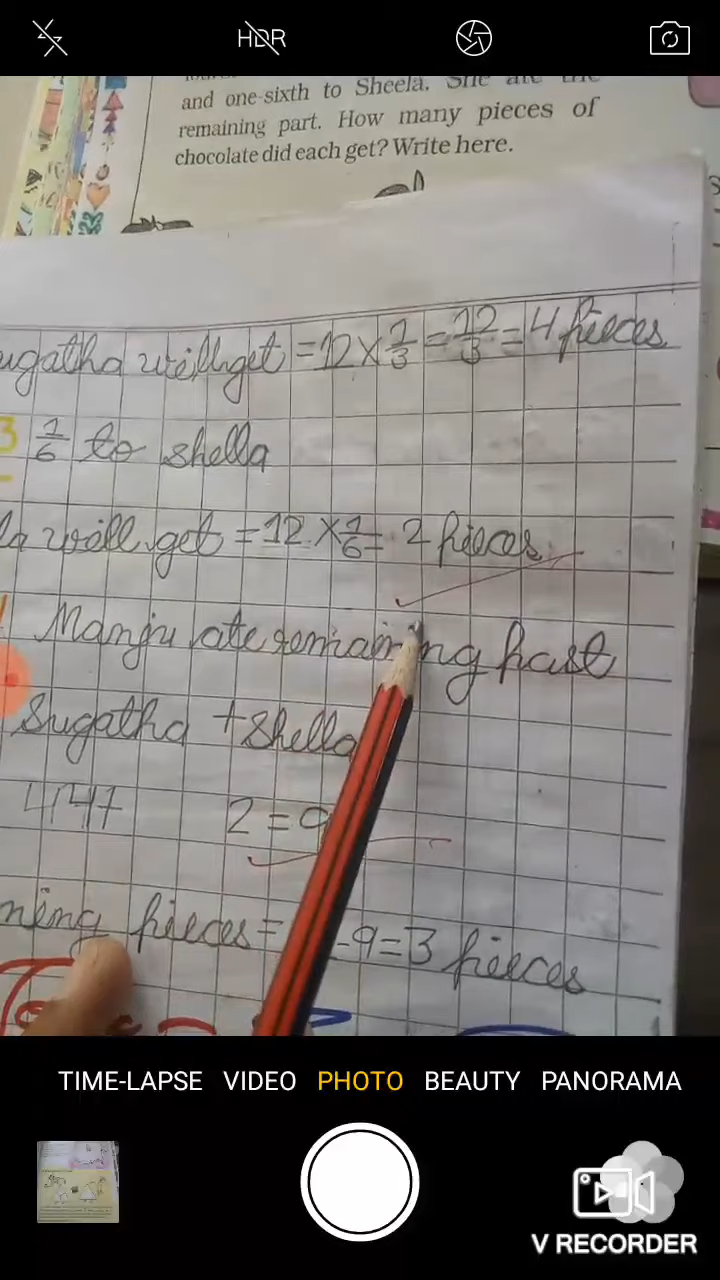 HDR
and one-sixth to Sheela. She ate the
remaining part. How many pieces of
chocolate did each get? Write here.
ugatha will get = 12 × 1/3 = 12/3 = 4 pieces
3 1/6 to shella
la will get = 12 × 1/6 = 2 pieces
Manju ate remaining part
Sugatha + Shella
2 = 9
ning pieces = -9=3 pieces
TIME-LAPSE VIDEO PHOTO BEAUTY PANORAMA
V RECORDER